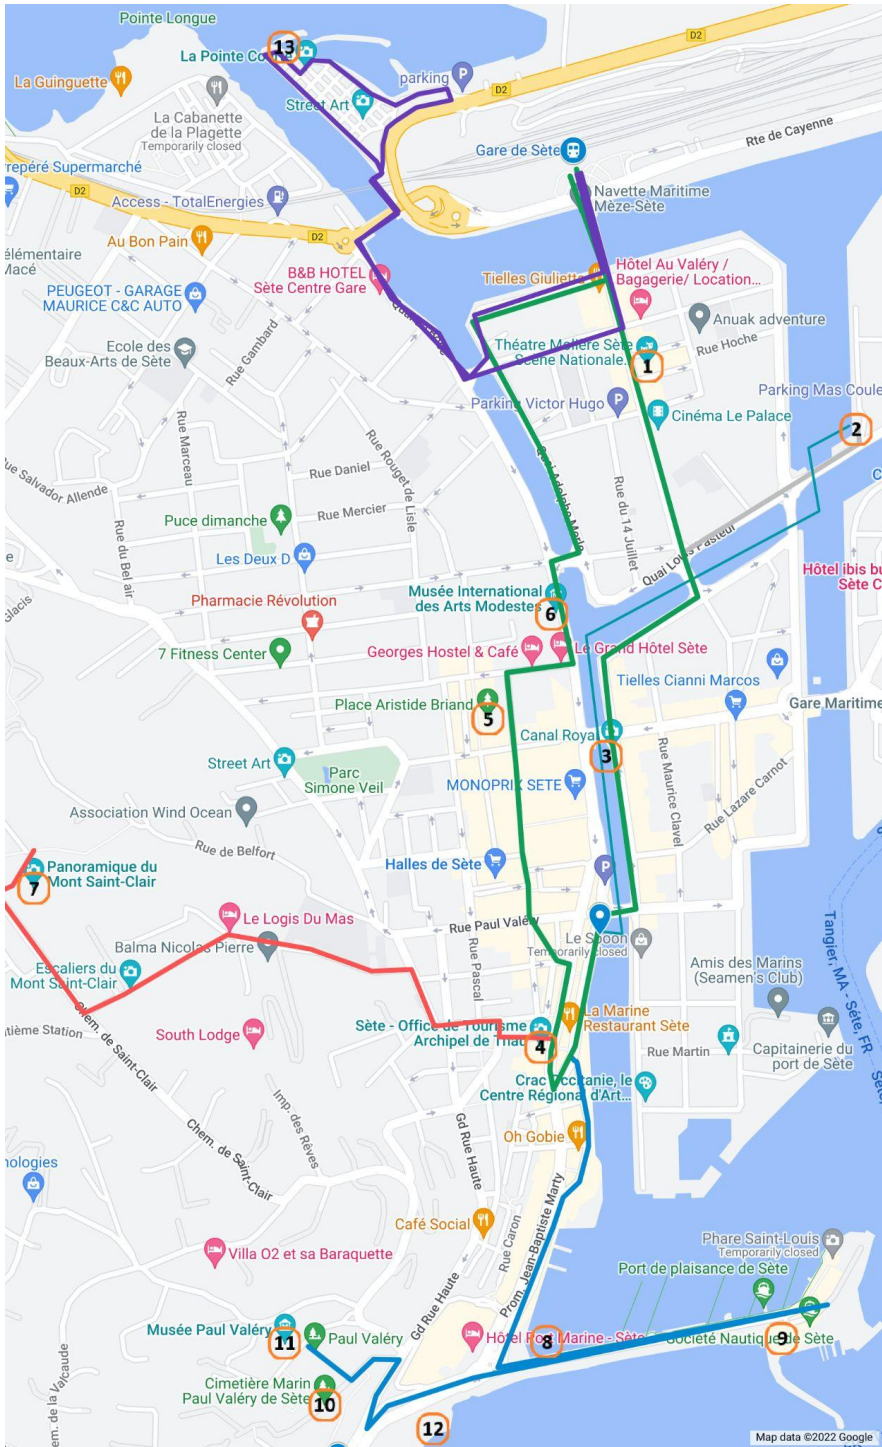 Pointe Longue
La Pointe Co
13
D2
La Guinguette
parking
P
D2
Street Art
La Cabanette
de la Plagette
Temporarily closed
Rte de Cayenne
Gare de Sète
repéré Supermarché
Navette Maritime
Mèze-Sète
D2
Access - TotalEnergies
D2
Au Bon Pain
élémentaire
Macé
B&B HOTEL
Sète Centre Gare
Tielles Giuliette
Hôtel Au Valéry /
Bagagerie/ Location...
PEUGEOT - GARAGE
MAURICE C&C AUTO
Anuak adventure
Rue Gambard
Théatre Molière Sète
Scène Nationale...
Rue Hoche
1
Ecole des
Beaux-Arts de Sète
Parking Victor Hugo
P
Parking Mas Coule
Cinéma Le Palace
2
Rue Marceau
Rue Rouget de Lisle
Rue Salvador Allende
Rue Daniel
Quai Adolphe Merle
Rue du 14 Juillet
Rue Mercier
Puce dimanche
Rue du Bel air
Les Deux D
Quai Louis Pasteur
Hôtel ibis bu
Sète C
Glacis
Pharmacie Révolution
Musée International
des Arts Modestes
6
7 Fitness Center
Georges Hostel & Café
Le Grand Hôtel Sète
Tielles Cianni Marcos
Place Aristide Briand
5
Gare Maritime
Canal Royal
3
Street Art
Parc
Simone Veil
MONOPRIX SETE
Rue Maurice Clavel
Rue Lazare Carnot
Association Wind Ocean
Rue de Belfort
Halles de Sète
P
Panoramique du
Mont Saint-Clair
7
Le Logis Du Mas
Rue Paul Valéry
Balma Nicolas Pierre
Rue Pascal
Le Spoon
Temporarily closed
Tangier, MA - Sète, FR
Escaliers du
Mont Saint-Clair
Amis des Marins
(Seamen's Club)
Chem. de Saint-Clair
La Marine
Restaurant Sète
Sète - Office de Tourisme
Archipel de Thau
4
South Lodge
Rue Martin
Capitainerie du
port de Sète
Crac Occitanie, le
Centre Régional d'Art...
Imp. des Rêves
Chem. de Saint-Clair
Gd Rue Haute
Oh Gobie
nologies
Prom. Jean-Baptiste Marty
Café Social
Rue Caron
Phare Saint-Louis
Temporarily closed
Villa O2 et sa Baraquette
Port de plaisance de Sète
Gd Rue Haute
Musée Paul Valéry
11
Paul Valéry
Hôtel Port Marine - Sète
8
Societé Nautique de Sète
9
Cimetière Marin
Paul Valéry de Sète
10
12
Map data ©2022 Google